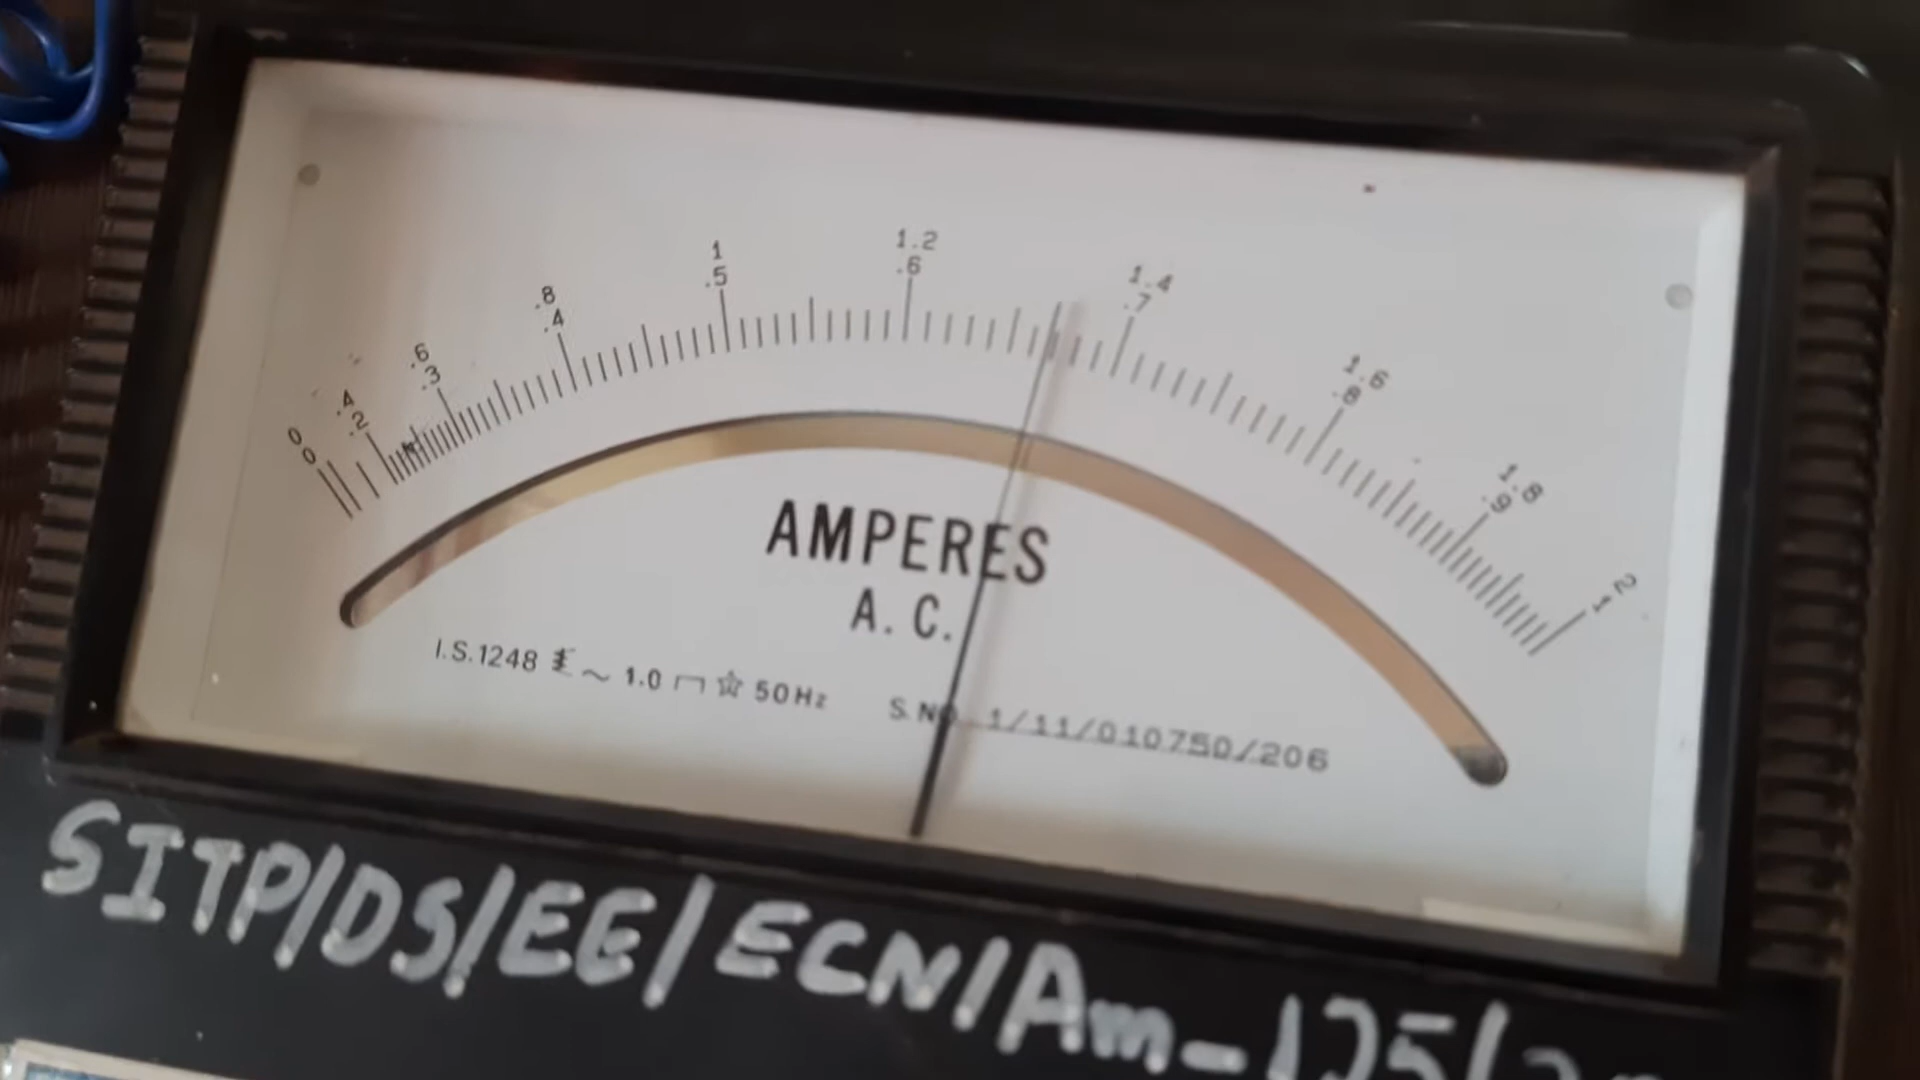 0 .4 .6 .8 1 1.2 1.4 1.6 1.8 2
0 .2 .3 .4 .5 .6 .7 .8 .9 1
AMPERES
A.C.
I.S.1248 ~ 1.0 50Hz S.NO. 1/11/010750/206
SITP/DS/EE/ECN/Am-